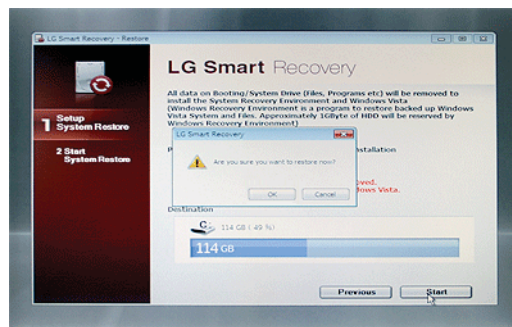 LG Smart Recovery - Restore
LG Smart Recovery
All data on Booting/System Drive (Files, Programs etc) will be removed to
install the System Recovery Environment and Windows Vista
(Windows Recovery Environment is a program to restore backed up Windows
Vista System and Files. Approximately 1GByte of HDD will be reserved by
Windows Recovery Environment)
1 Setup
System Restore
2 Start
System Restore
LG Smart Recovery
Are you sure you want to restore now?
OK
Cancel
Vista.
Destination
C:
114 GB ( 49 %)
114 GB
Previous
Start